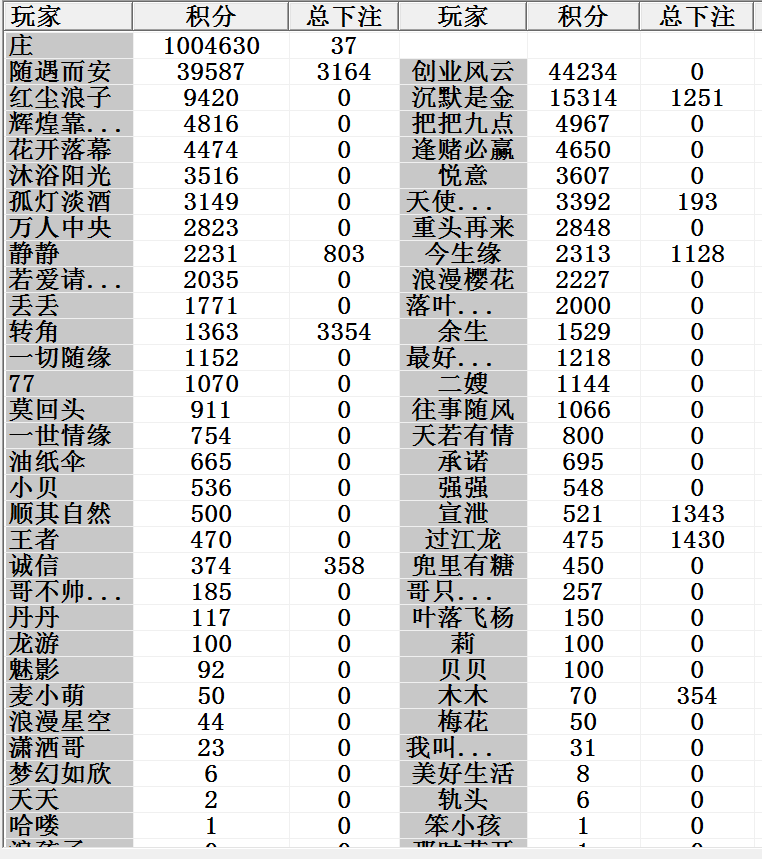 玩家 积分 总下注 玩家 积分 总下注
庄 1004630 37
随遇而安 39587 3164 创业风云 44234 0
红尘浪子 9420 0 沉默是金 15314 1251
辉煌靠... 4816 0 把把九点 4967 0
花开落幕 4474 0 逢赌必赢 4650 0
沐浴阳光 3516 0 悦意 3607 0
孤灯淡酒 3149 0 天使... 3392 193
万人中央 2823 0 重头再来 2848 0
静静 2231 803 今生缘 2313 1128
若爱请... 2035 0 浪漫樱花 2227 0
丢丢 1771 0 落叶... 2000 0
转角 1363 3354 余生 1529 0
一切随缘 1152 0 最好... 1218 0
77 1070 0 二嫂 1144 0
莫回头 911 0 往事随风 1066 0
一世情缘 754 0 天若有情 800 0
油纸伞 665 0 承诺 695 0
小贝 536 0 强强 548 0
顺其自然 500 0 宣泄 521 1343
王者 470 0 过江龙 475 1430
诚信 374 358 兜里有糖 450 0
哥不帅... 185 0 哥只... 257 0
丹丹 117 0 叶落飞杨 150 0
龙游 100 0 莉 100 0
魅影 92 0 贝贝 100 0
麦小萌 50 0 木木 70 354
浪漫星空 44 0 梅花 50 0
潇洒哥 23 0 我叫... 31 0
梦幻如欣 6 0 美好生活 8 0
天天 2 0 轨头 6 0
哈喽 1 0 笨小孩 1 0